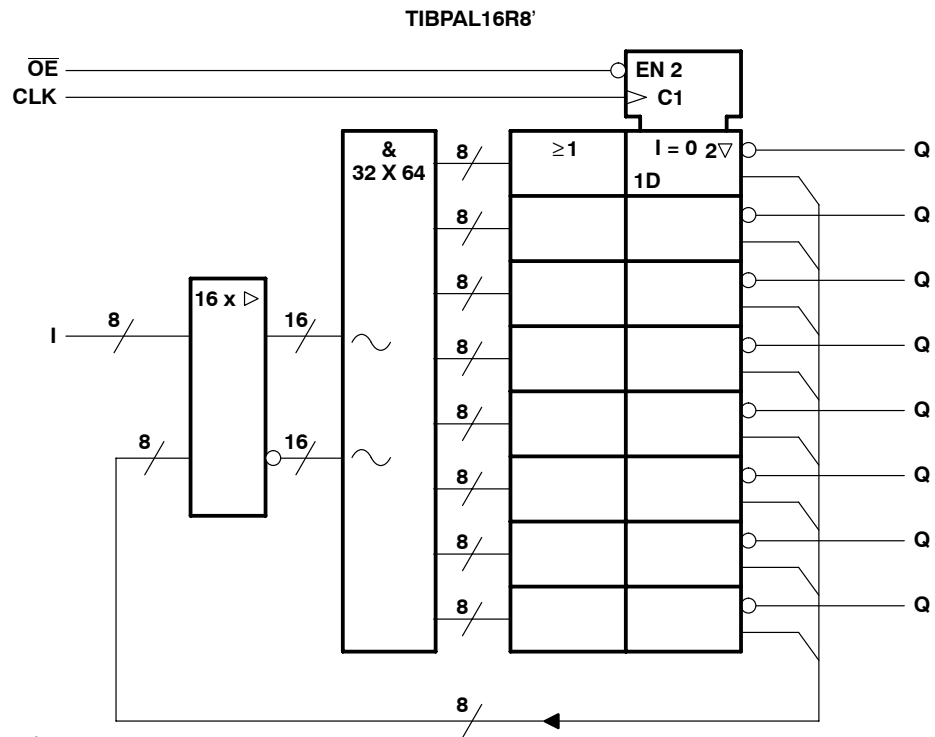 TIBPAL16R8’
OE
EN 2
CLK
C1
&
32 X 64
8
≥1
I = 0 2▽
1D
Q
8
Q
8
Q
16 x ▷
I
8
16
8
Q
8
16
8
Q
8
Q
8
Q
8
Q
8